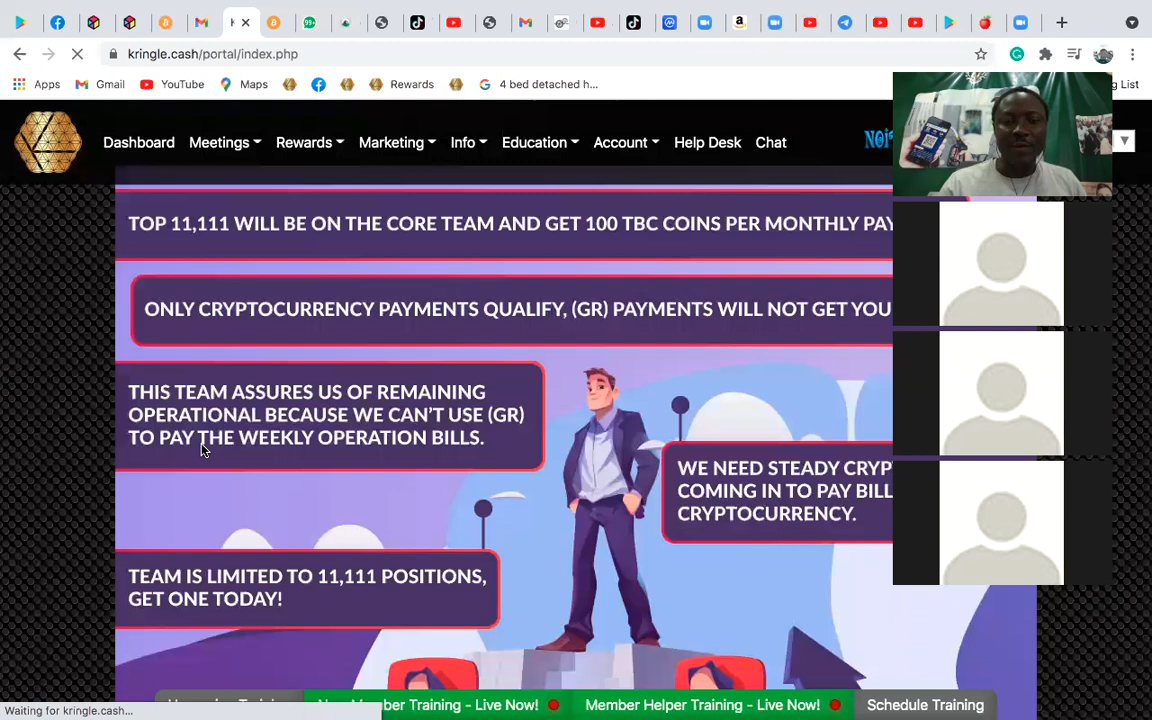 99+
kringle.cash/portal/index.php
Apps
Gmail
YouTube
Maps
Rewards
4 bed detached h...
Dashboard
Meetings
Rewards
Marketing
Info
Education
Account
Help Desk
Chat
TOP 11,111 WILL BE ON THE CORE TEAM AND GET 100 TBC COINS PER MONTHLY PAY
ONLY CRYPTOCURRENCY PAYMENTS QUALIFY, (GR) PAYMENTS WILL NOT GET YOU
THIS TEAM ASSURES US OF REMAINING
OPERATIONAL BECAUSE WE CAN'T USE (GR)
TO PAY THE WEEKLY OPERATION BILLS.
WE NEED STEADY CRYP
COMING IN TO PAY BILL
CRYPTOCURRENCY.
TEAM IS LIMITED TO 11,111 POSITIONS,
GET ONE TODAY!
Member Training - Live Now!
Member Helper Training - Live Now!
Schedule Training
Waiting for kringle.cash...